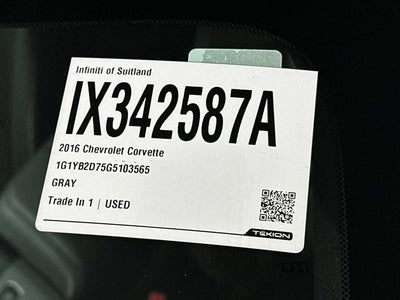 Infiniti of Suitland
IX342587A
2016 Chevrolet Corvette
1G1YB2D75G5103565
GRAY
Trade In 1 | USED
TEKION